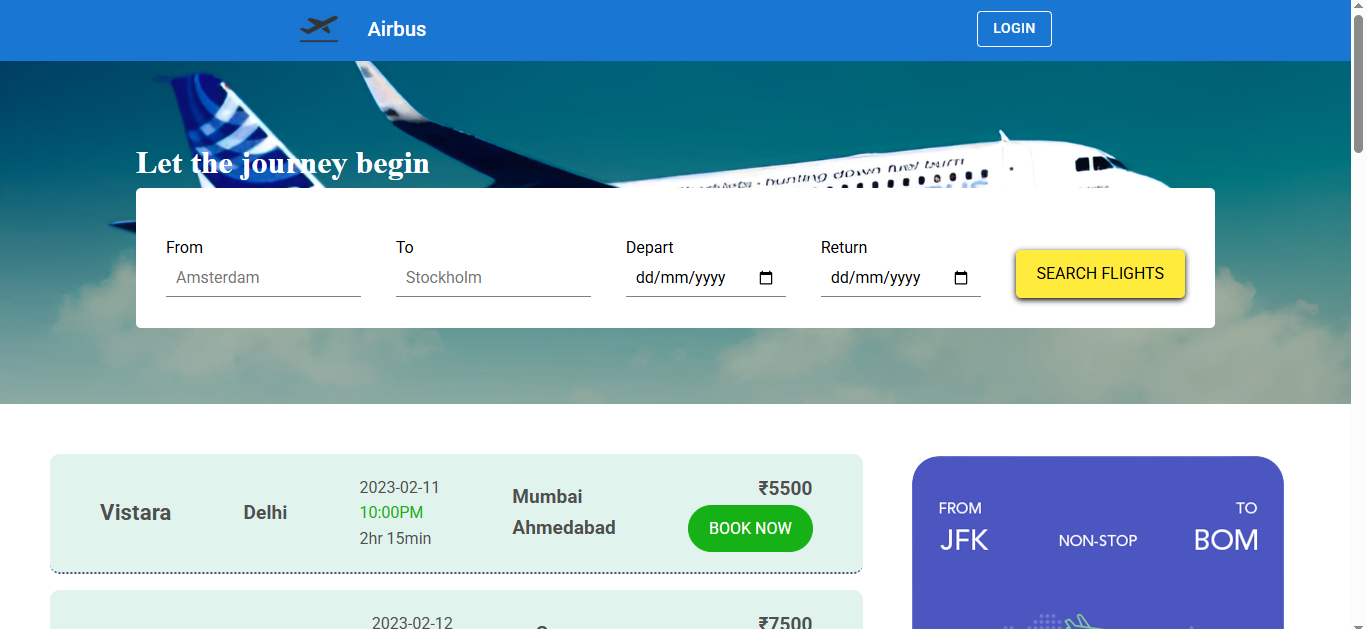 Airbus
LOGIN
Let the journey begin
hunting down fuel burn
From
To
Depart
Return
Amsterdam
Stockholm
dd/mm/yyyy
dd/mm/yyyy
SEARCH FLIGHTS
Vistara
Delhi
2023-02-11
10:00PM
2hr 15min
Mumbai
Ahmedabad
₹5500
BOOK NOW
2023-02-12
₹7500
FROM
JFK
NON-STOP
TO
BOM